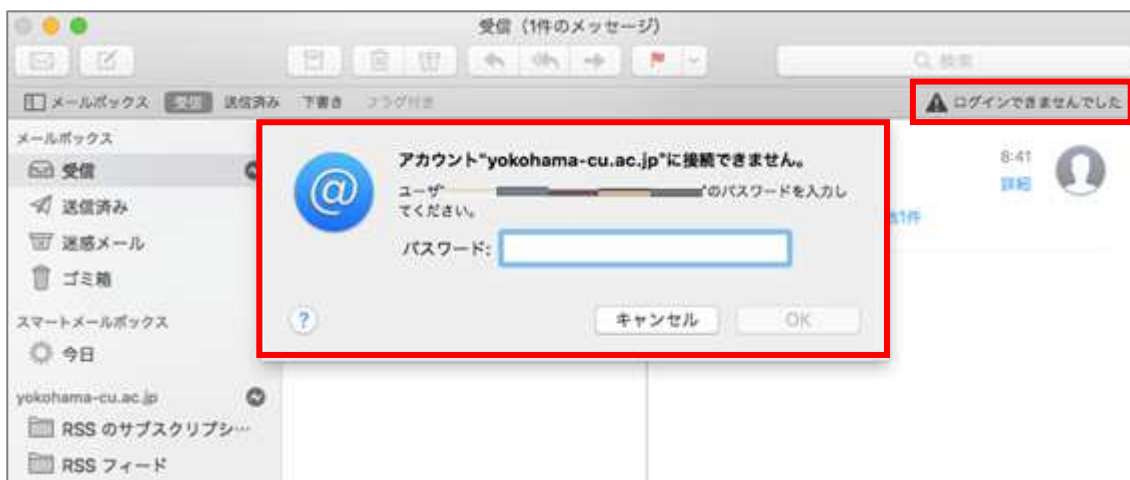 受信（1件のメッセージ）
検索
メールボックス 受信 送信済み 下書き フラグ付き
ログインできませんでした
メールボックス
受信
送信済み
迷惑メール
ゴミ箱
スマートメールボックス
今日
yokohama-cu.ac.jp
RSS のサブスクリプシ…
RSS フィード
アカウント"yokohama-cu.ac.jp"に接続できません。
ユーザ" "のパスワードを入力し
てください。
パスワード:
? キャンセル OK
8:41
詳細
他1件